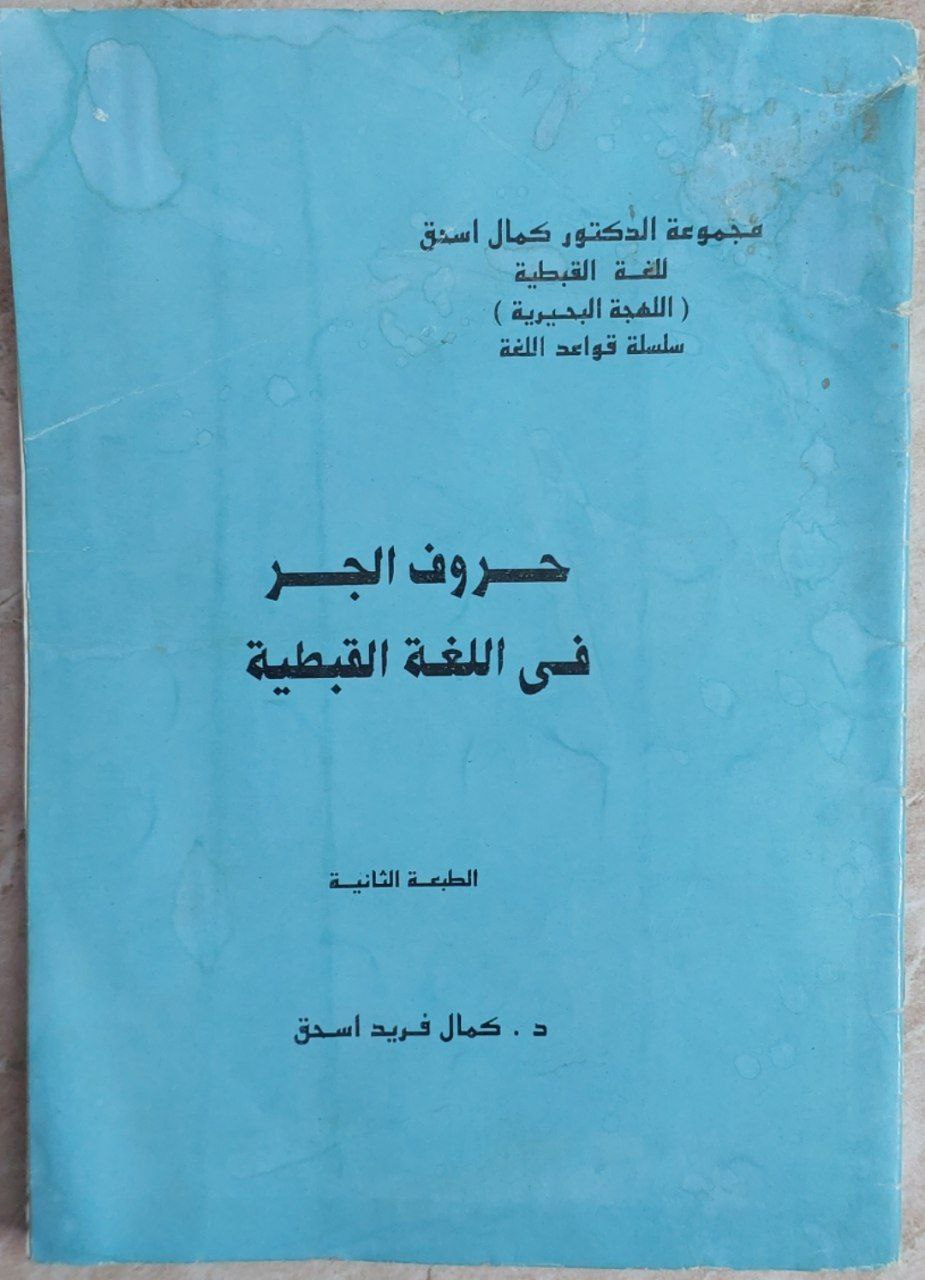 مجموعة الدكتور كمال اسحق
للغة القبطية
( اللهجة البحيرية )
سلسلة قواعد اللغة
حروف الجر
فى اللغة القبطية
الطبعة الثانية
د . كمال فريد اسحق